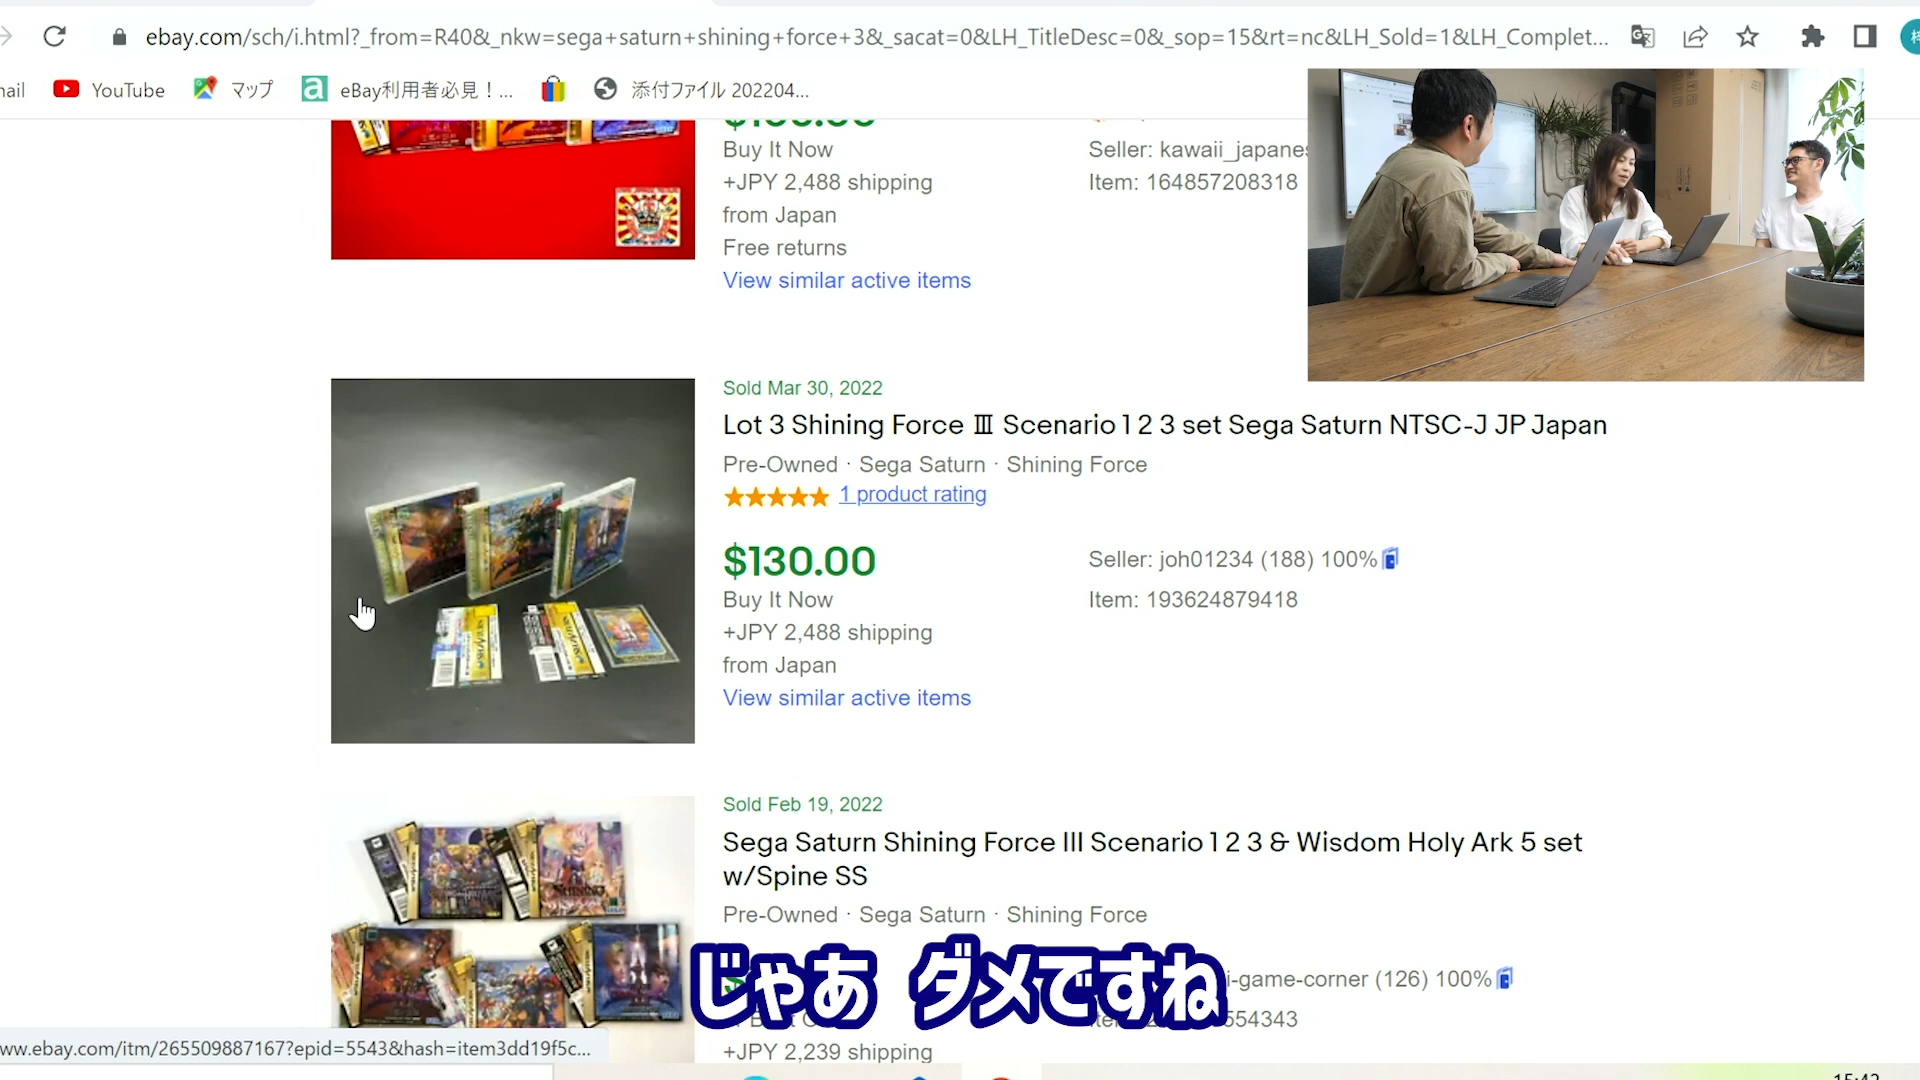 ebay.com/sch/i.html?_from=R40&_nkw=sega+saturn+shining+force+3&_sacat=0&LH_TitleDesc=0&_sop=15&rt=nc&LH_Sold=1&LH_Complet...
ail
YouTube
マップ
eBay利用者必見！...
添付ファイル 202204...
Buy It Now
+JPY 2,488 shipping
from Japan
Free returns
View similar active items
Seller: kawaii_japanes
Item: 164857208318
Sold Mar 30, 2022
Lot 3 Shining Force Ⅲ Scenario 1 2 3 set Sega Saturn NTSC-J JP Japan
Pre-Owned · Sega Saturn · Shining Force
1 product rating
$130.00
Buy It Now
+JPY 2,488 shipping
from Japan
View similar active items
Seller: joh01234 (188) 100%
Item: 193624879418
Sold Feb 19, 2022
Sega Saturn Shining Force III Scenario 1 2 3 & Wisdom Holy Ark 5 set
w/Spine SS
Pre-Owned · Sega Saturn · Shining Force
i-game-corner (126) 100%
554343
+JPY 2,239 shipping
じゃあ ダメですね
ww.ebay.com/itm/265509887167?epid=5543&hash=item3dd19f5c...
15:42